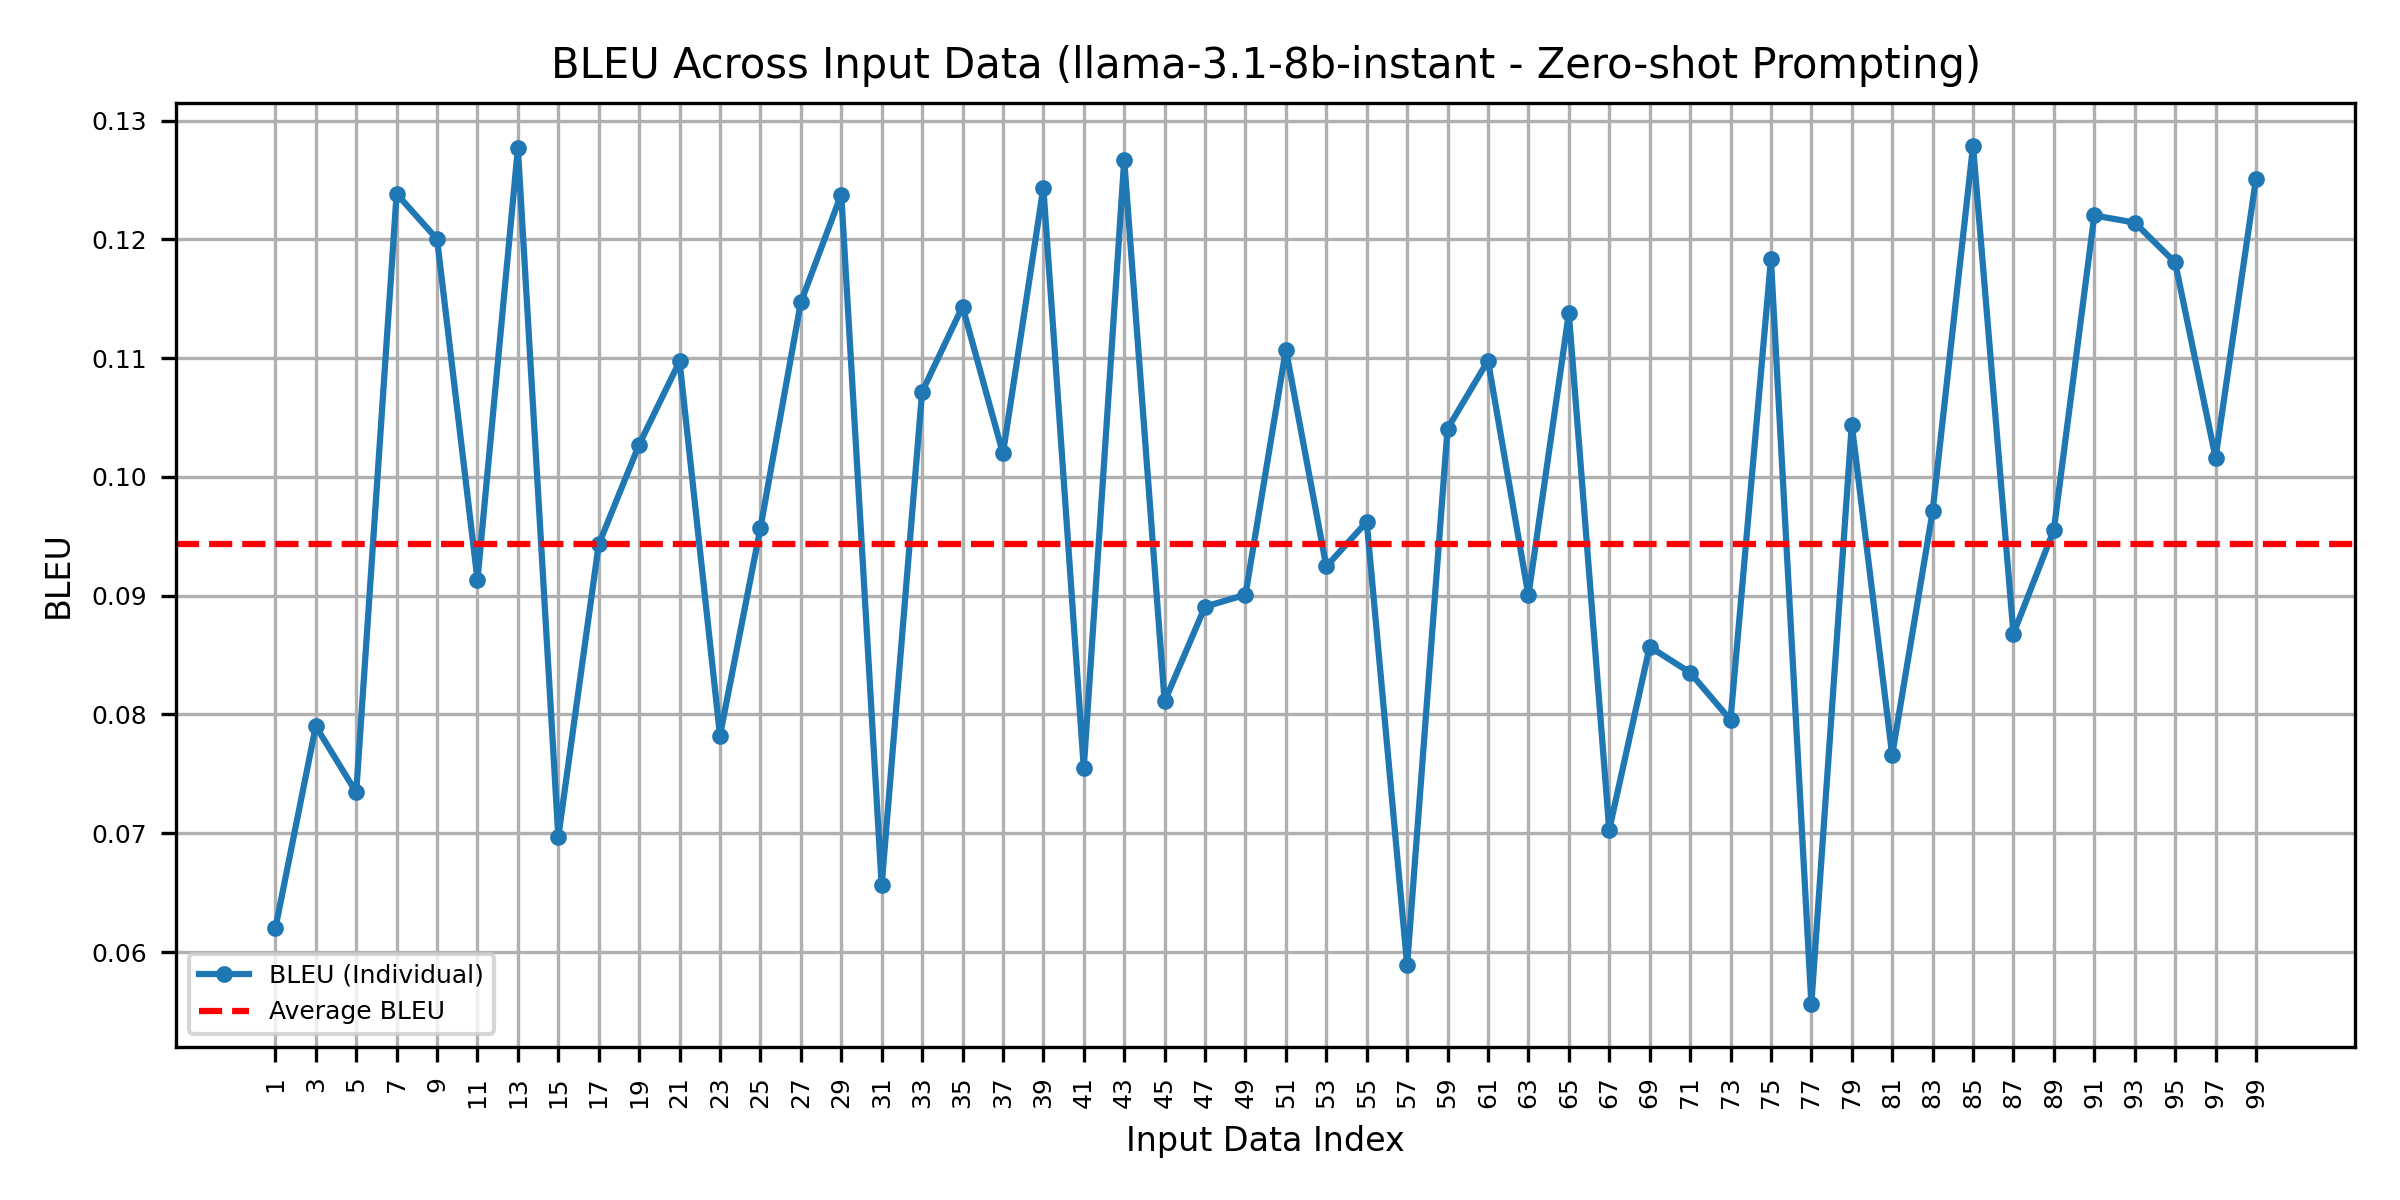 BLEU Across Input Data (llama-3.1-8b-instant - Zero-shot Prompting)
BLEU
0.13
0.12
0.11
0.10
0.09
0.08
0.07
0.06
BLEU (Individual)
Average BLEU
1 3 5 7 9 11 13 15 17 19 21 23 25 27 29 31 33 35 37 39 41 43 45 47 49 51 53 55 57 59 61 63 65 67 69 71 73 75 77 79 81 83 85 87 89 91 93 95 97 99
Input Data Index